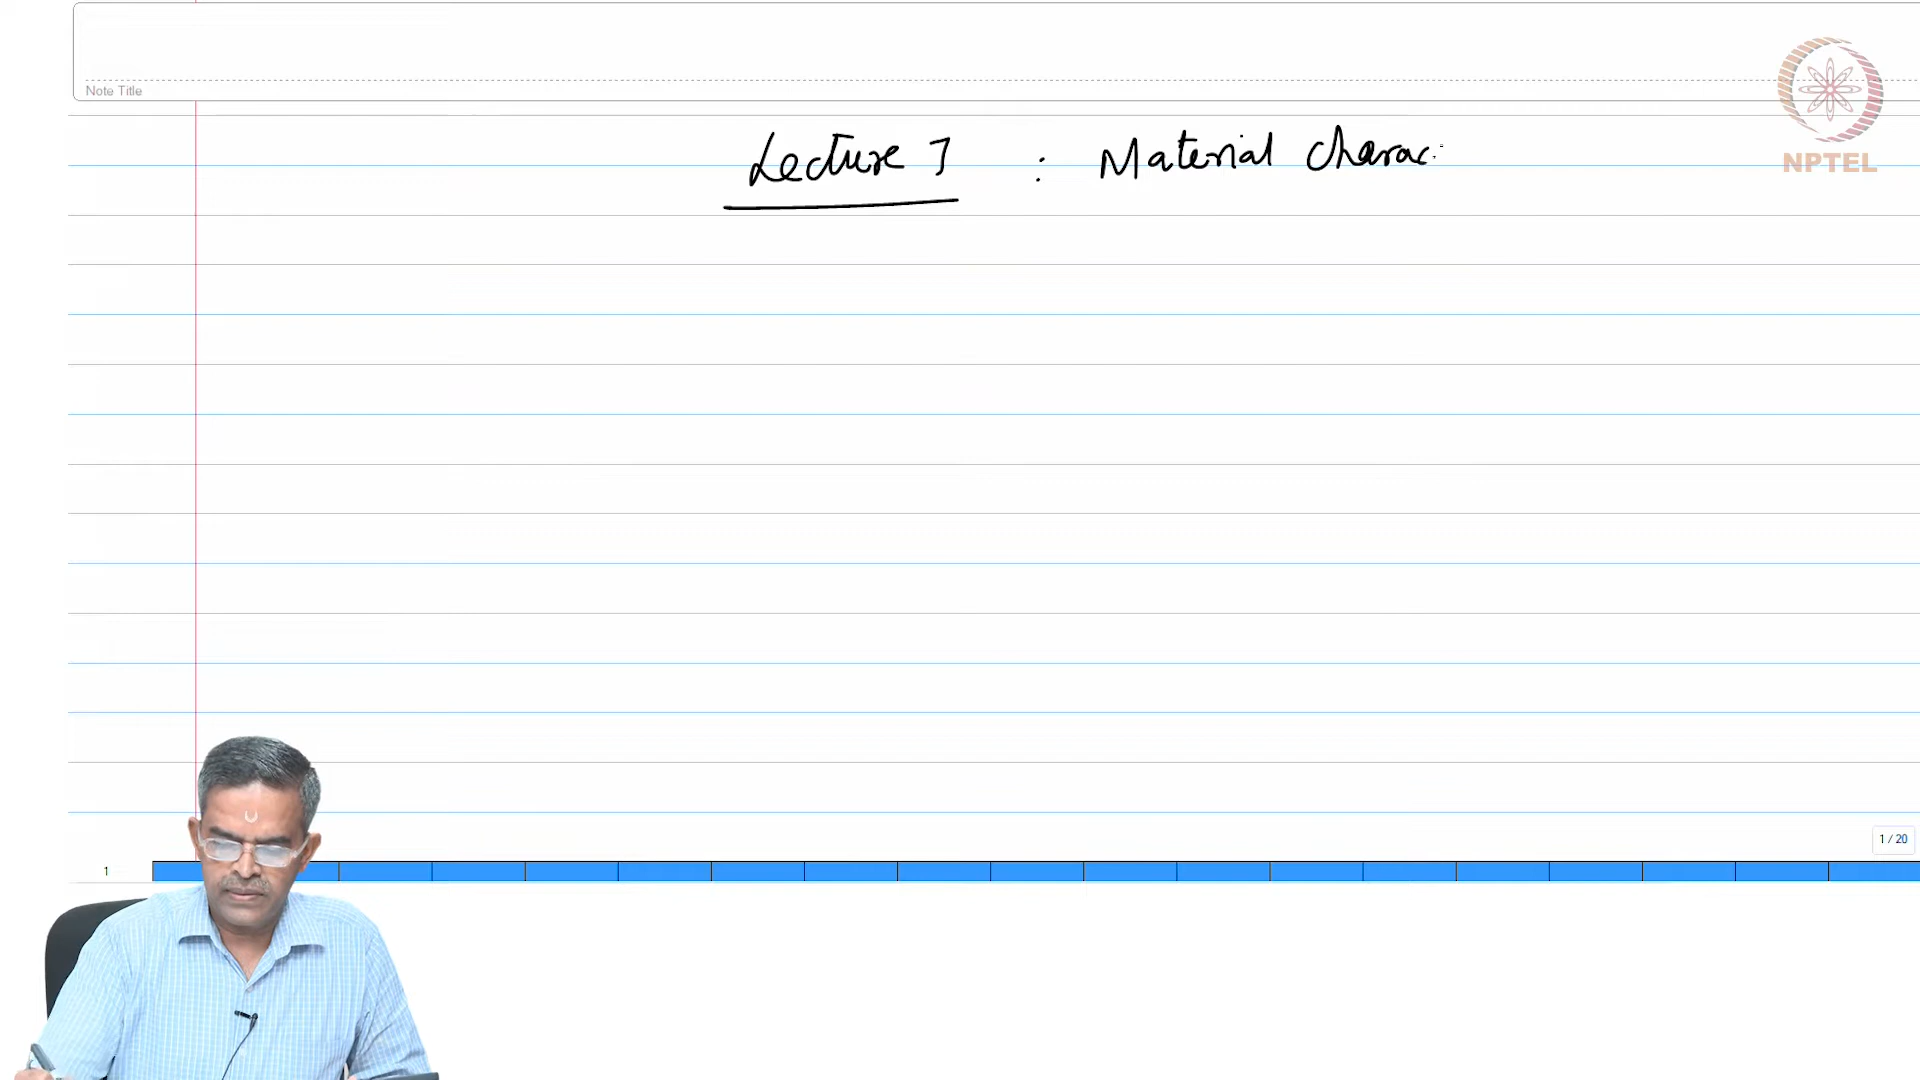 NPTEL
Note Title
Lecture 7 : Material charac
1 / 20
1